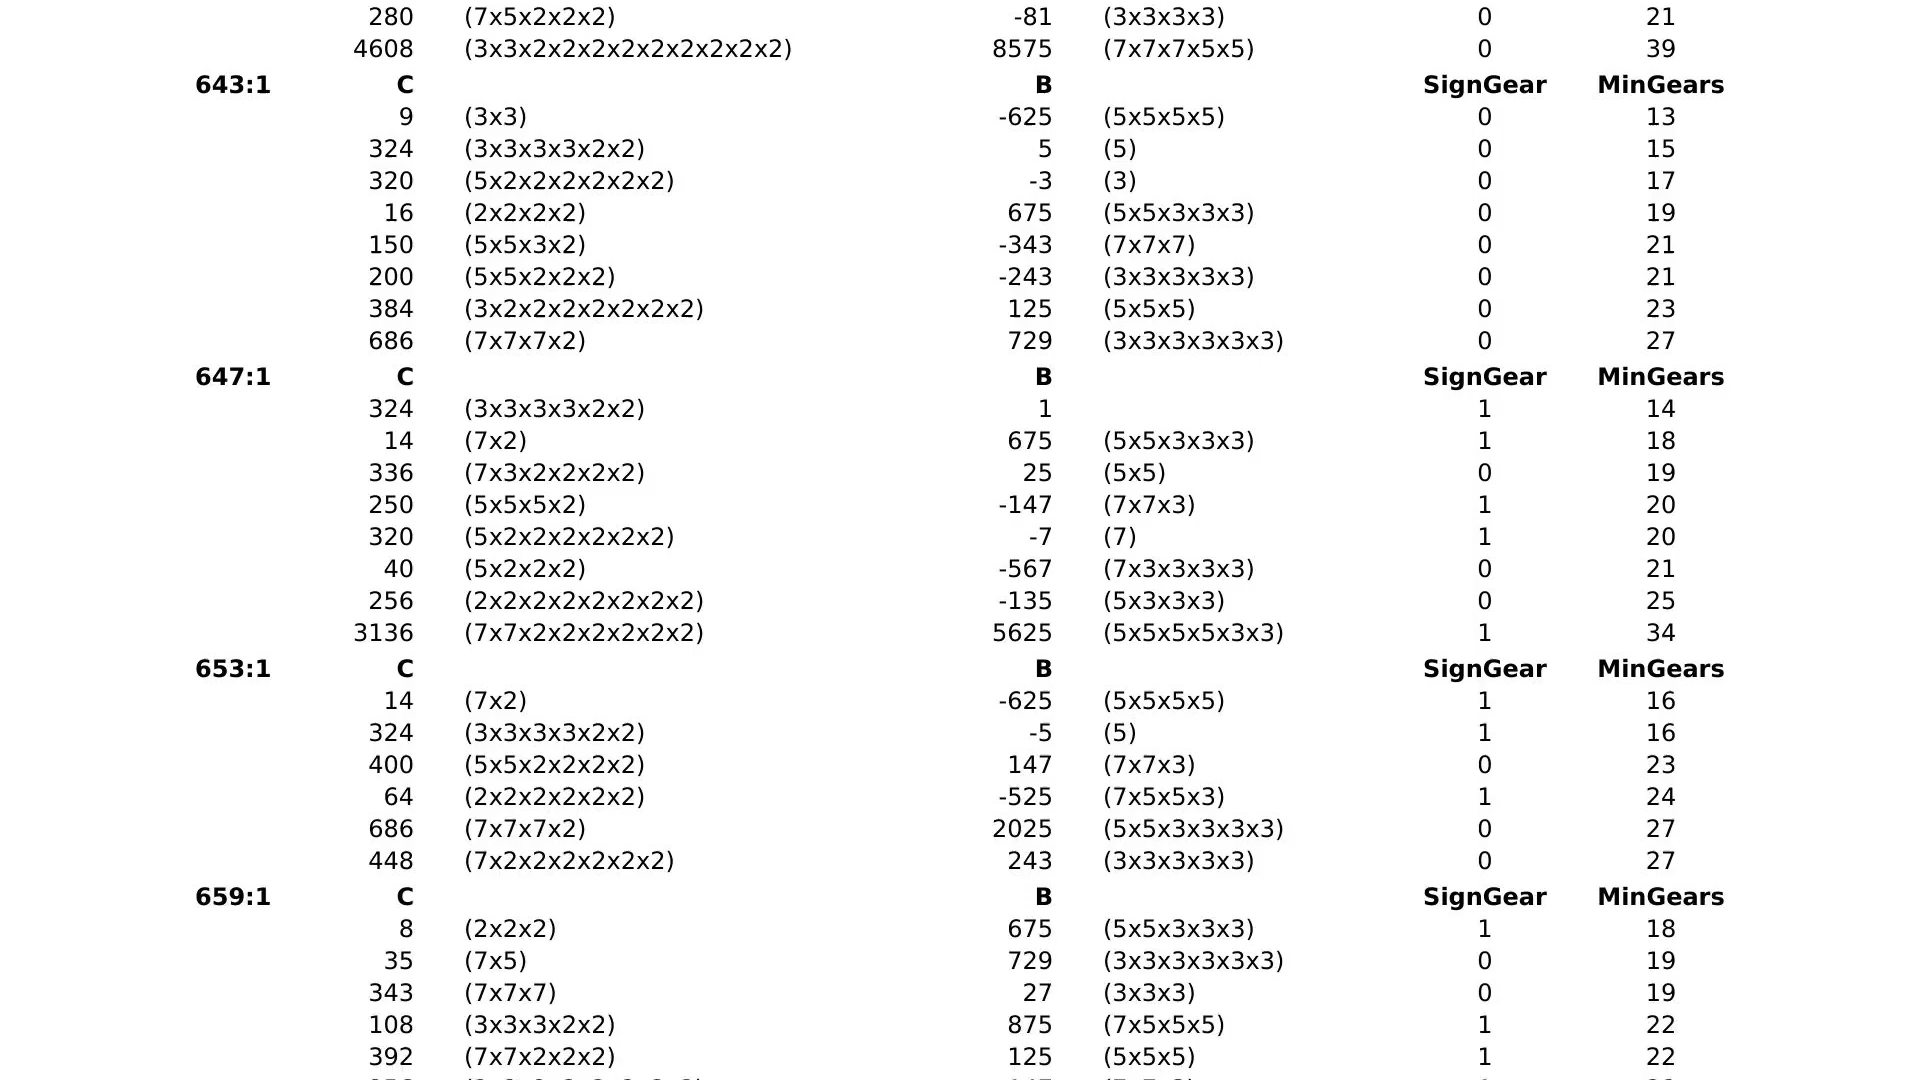 280 (7x5x2x2x2) -81 (3x3x3x3) 0 21
4608 (3x3x2x2x2x2x2x2x2x2x2) 8575 (7x7x7x5x5) 0 39
643:1 C B SignGear MinGears
9 (3x3) -625 (5x5x5x5) 0 13
324 (3x3x3x3x2x2) 5 (5) 0 15
320 (5x2x2x2x2x2x2) -3 (3) 0 17
16 (2x2x2x2) 675 (5x5x3x3x3) 0 19
150 (5x5x3x2) -343 (7x7x7) 0 21
200 (5x5x2x2x2) -243 (3x3x3x3x3) 0 21
384 (3x2x2x2x2x2x2x2) 125 (5x5x5) 0 23
686 (7x7x7x2) 729 (3x3x3x3x3x3) 0 27
647:1 C B SignGear MinGears
324 (3x3x3x3x2x2) 1 1 14
14 (7x2) 675 (5x5x3x3x3) 1 18
336 (7x3x2x2x2x2) 25 (5x5) 0 19
250 (5x5x5x2) -147 (7x7x3) 1 20
320 (5x2x2x2x2x2x2) -7 (7) 1 20
40 (5x2x2x2) -567 (7x3x3x3x3) 0 21
256 (2x2x2x2x2x2x2x2) -135 (5x3x3x3) 0 25
3136 (7x7x2x2x2x2x2x2) 5625 (5x5x5x5x3x3) 1 34
653:1 C B SignGear MinGears
14 (7x2) -625 (5x5x5x5) 1 16
324 (3x3x3x3x2x2) -5 (5) 1 16
400 (5x5x2x2x2x2) 147 (7x7x3) 0 23
64 (2x2x2x2x2x2) -525 (7x5x5x3) 1 24
686 (7x7x7x2) 2025 (5x5x3x3x3x3) 0 27
448 (7x2x2x2x2x2x2) 243 (3x3x3x3x3) 0 27
659:1 C B SignGear MinGears
8 (2x2x2) 675 (5x5x3x3x3) 1 18
35 (7x5) 729 (3x3x3x3x3x3) 0 19
343 (7x7x7) 27 (3x3x3) 0 19
108 (3x3x3x2x2) 875 (7x5x5x5) 1 22
392 (7x7x2x2x2) 125 (5x5x5) 1 22